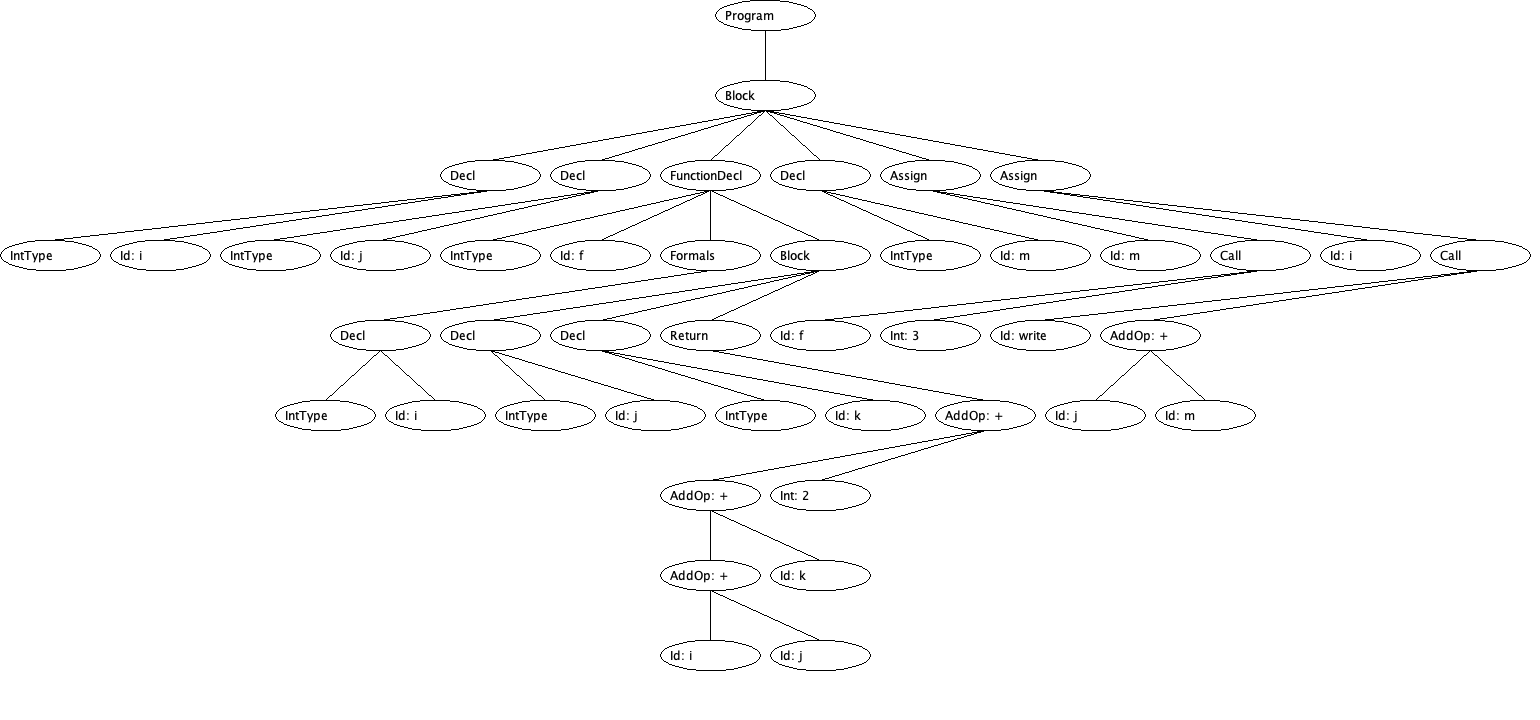 Program
Block
Decl Decl FunctionDecl Decl Assign Assign
IntType Id: i IntType Id: j IntType Id: f Formals Block IntType Id: m Id: m Call Id: i Call
Decl Decl Decl Return Id: f Int: 3 Id: write AddOp: +
IntType Id: i IntType Id: j IntType Id: k AddOp: + Id: j Id: m
AddOp: + Int: 2
AddOp: + Id: k
Id: i Id: j